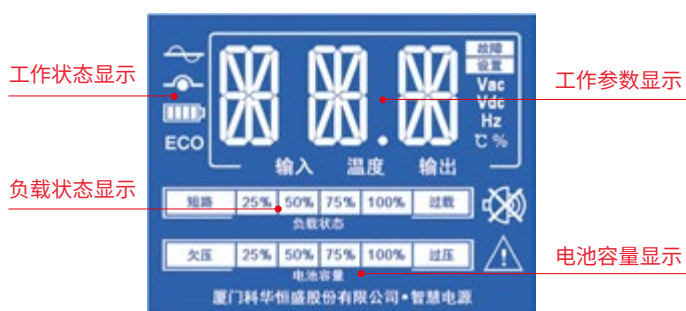 工作状态显示
负载状态显示
工作参数显示
电池容量显示
ECO
故障
设置
Vac
Vdc
Hz
℃ %
输入 温度 输出
短路 25% 50% 75% 100% 过载
负载状态
欠压 25% 50% 75% 100% 过压
电池容量
厦门科华恒盛股份有限公司•智慧电源